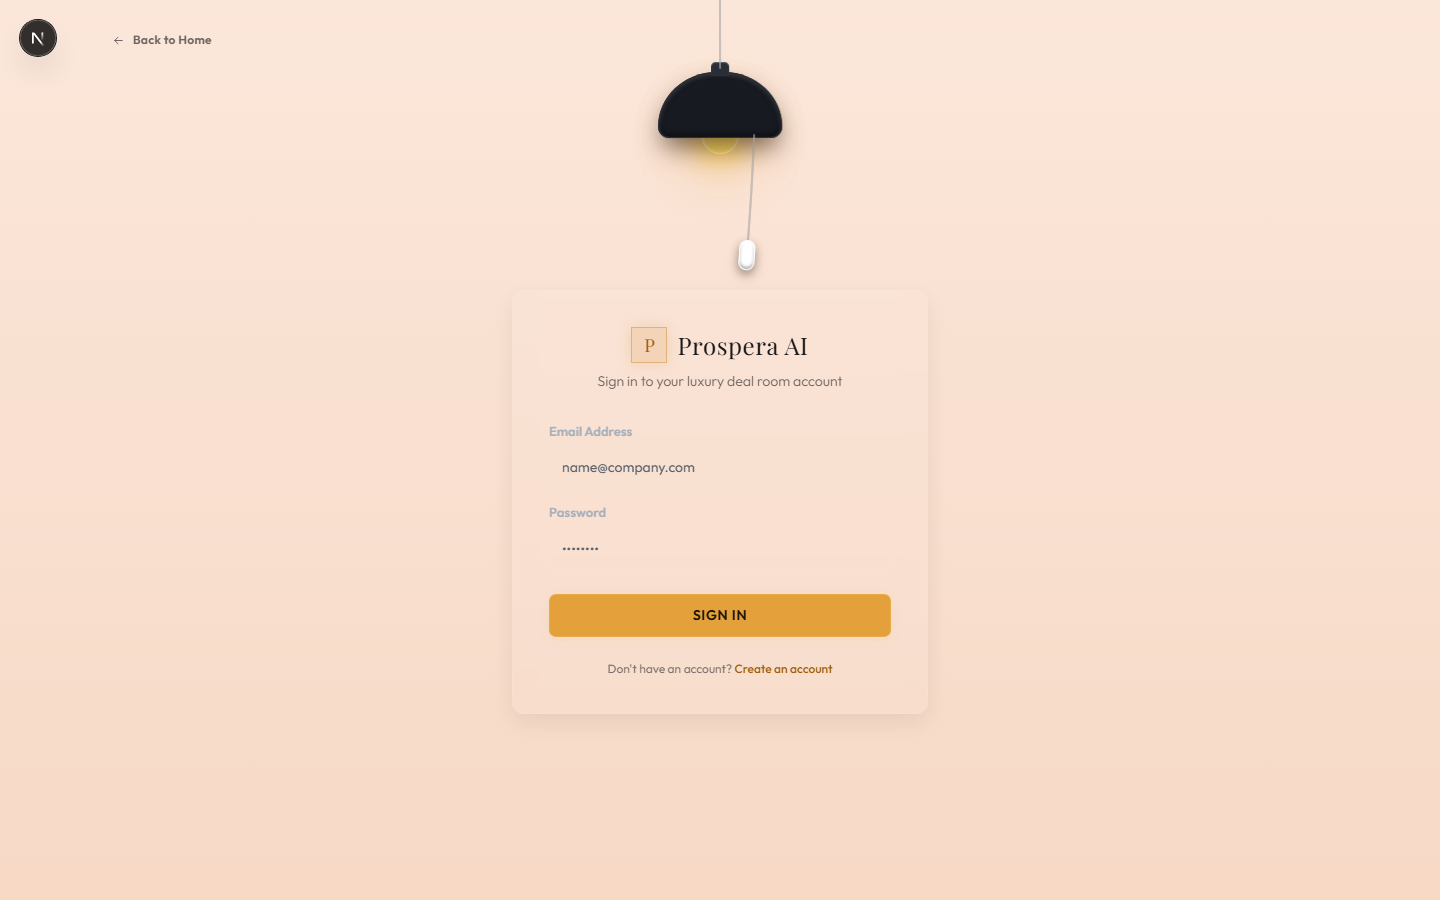 N
← Back to Home
P Prospera AI
Sign in to your luxury deal room account
Email Address
name@company.com
Password
••••••••
SIGN IN
Don't have an account? Create an account